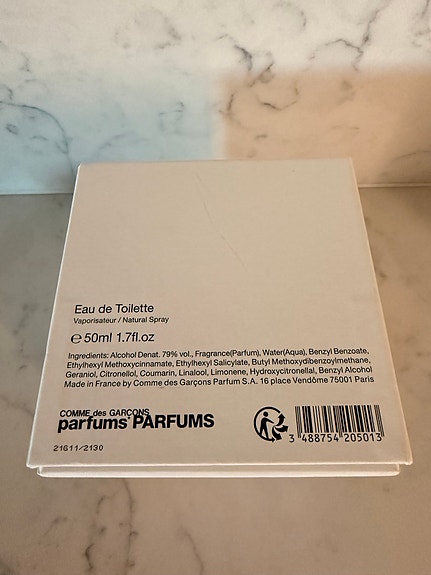 Eau de Toilette
Vaporisateur / Natural Spray
℮50ml 1.7fl.oz
Ingredients: Alcohol Denat. 79% vol., Fragrance(Parfum), Water(Aqua), Benzyl Benzoate,
Ethylhexyl Methoxycinnamate, Ethylhexyl Salicylate, Butyl Methoxydibenzoylmethane,
Geraniol, Citronellol, Coumarin, Linalool, Limonene, Hydroxycitronellal, Benzyl Alcohol
Made in France by Comme des Garçons Parfum S.A. 16 place Vendôme 75001 Paris
COMME des GARCONS
parfums* PARFUMS
21611/2130
3 488754 205013